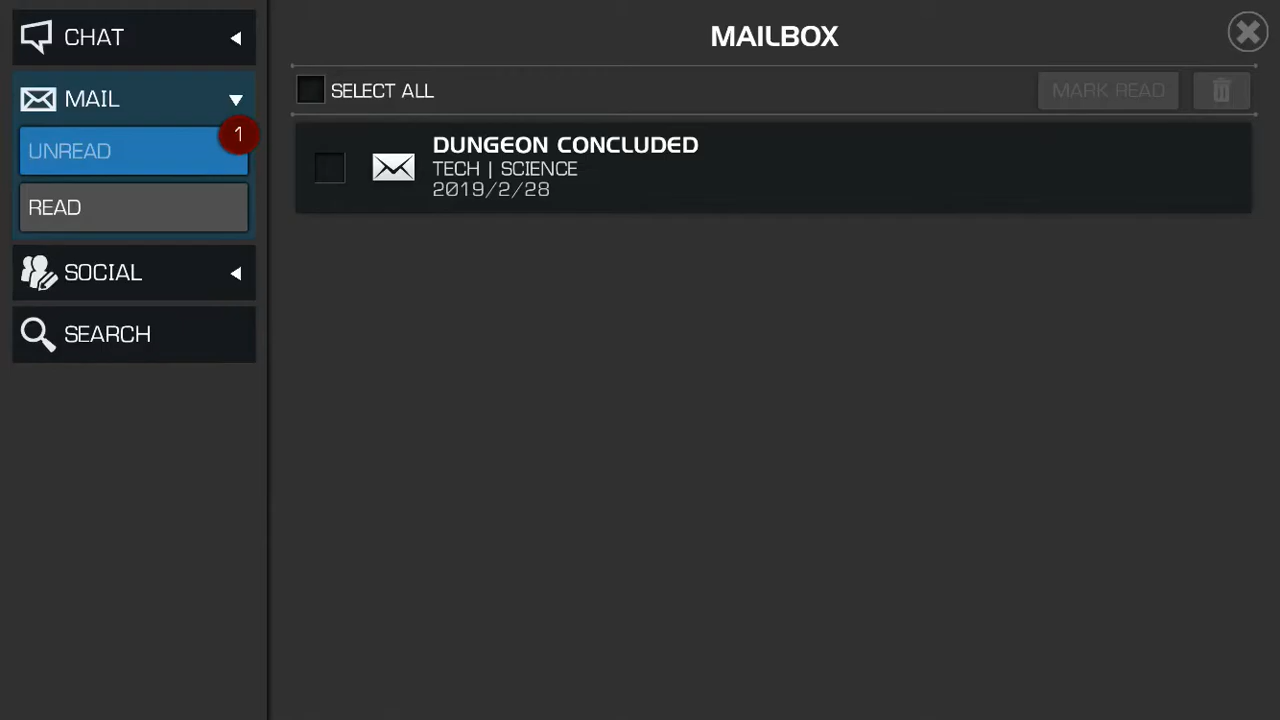 CHAT
MAIL
1
UNREAD
READ
SOCIAL
SEARCH
MAILBOX
SELECT ALL
MARK READ
DUNGEON CONCLUDED
TECH | SCIENCE
2019/2/28